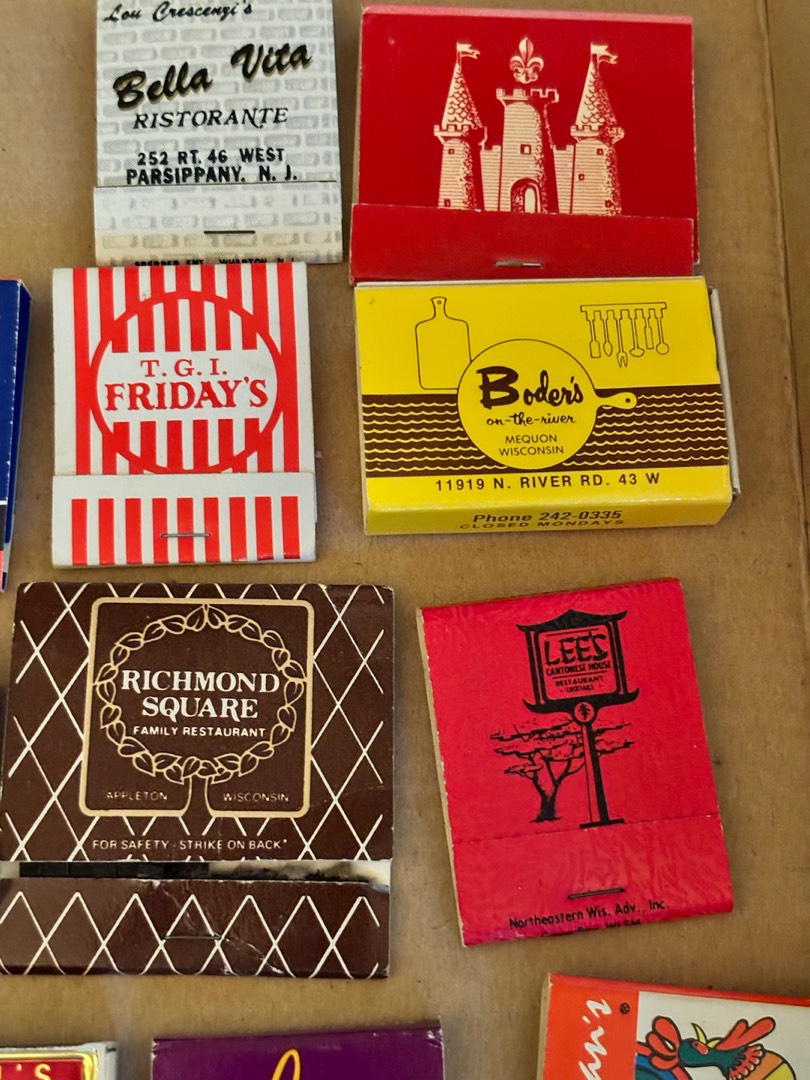 Lou Crescenzi's
Bella Vita
RISTORANTE
252 RT. 46 WEST
PARSIPPANY, N. J.
WHARTON, N. J.
T.G.I.
FRIDAY'S
Boder's
on-the-river
MEQUON
WISCONSIN
11919 N. RIVER RD. 43 W
Phone 242-0335
CLOSED MONDAYS
RICHMOND
SQUARE
FAMILY RESTAURANT
APPLETON WISCONSIN
FOR SAFETY - STRIKE ON BACK
LEE'S
CANTONESE HOUSE
RESTAURANT
COCKTAILS
Northeastern Wis. Adv., Inc.